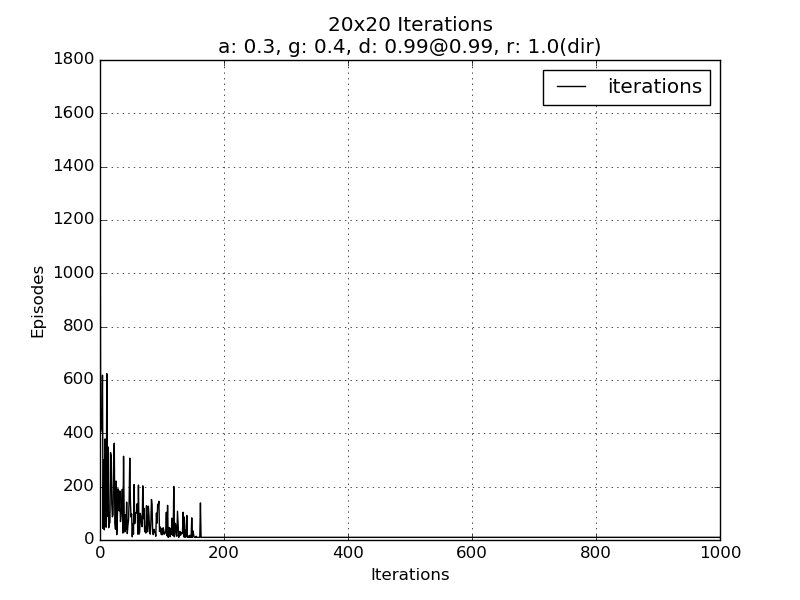 20x20 Iterations
a: 0.3, g: 0.4, d: 0.99@0.99, r: 1.0(dir)
iterations
Episodes
1800
1600
1400
1200
1000
800
600
400
200
0
0 200 400 600 800 1000
Iterations